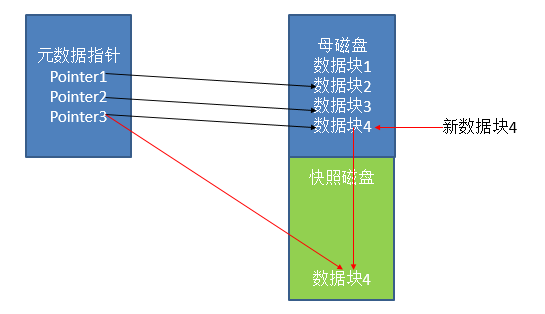 元数据指针
Pointer1
Pointer2
Pointer3
母磁盘
数据块1
数据块2
数据块3
数据块4
新数据块4
快照磁盘
数据块4